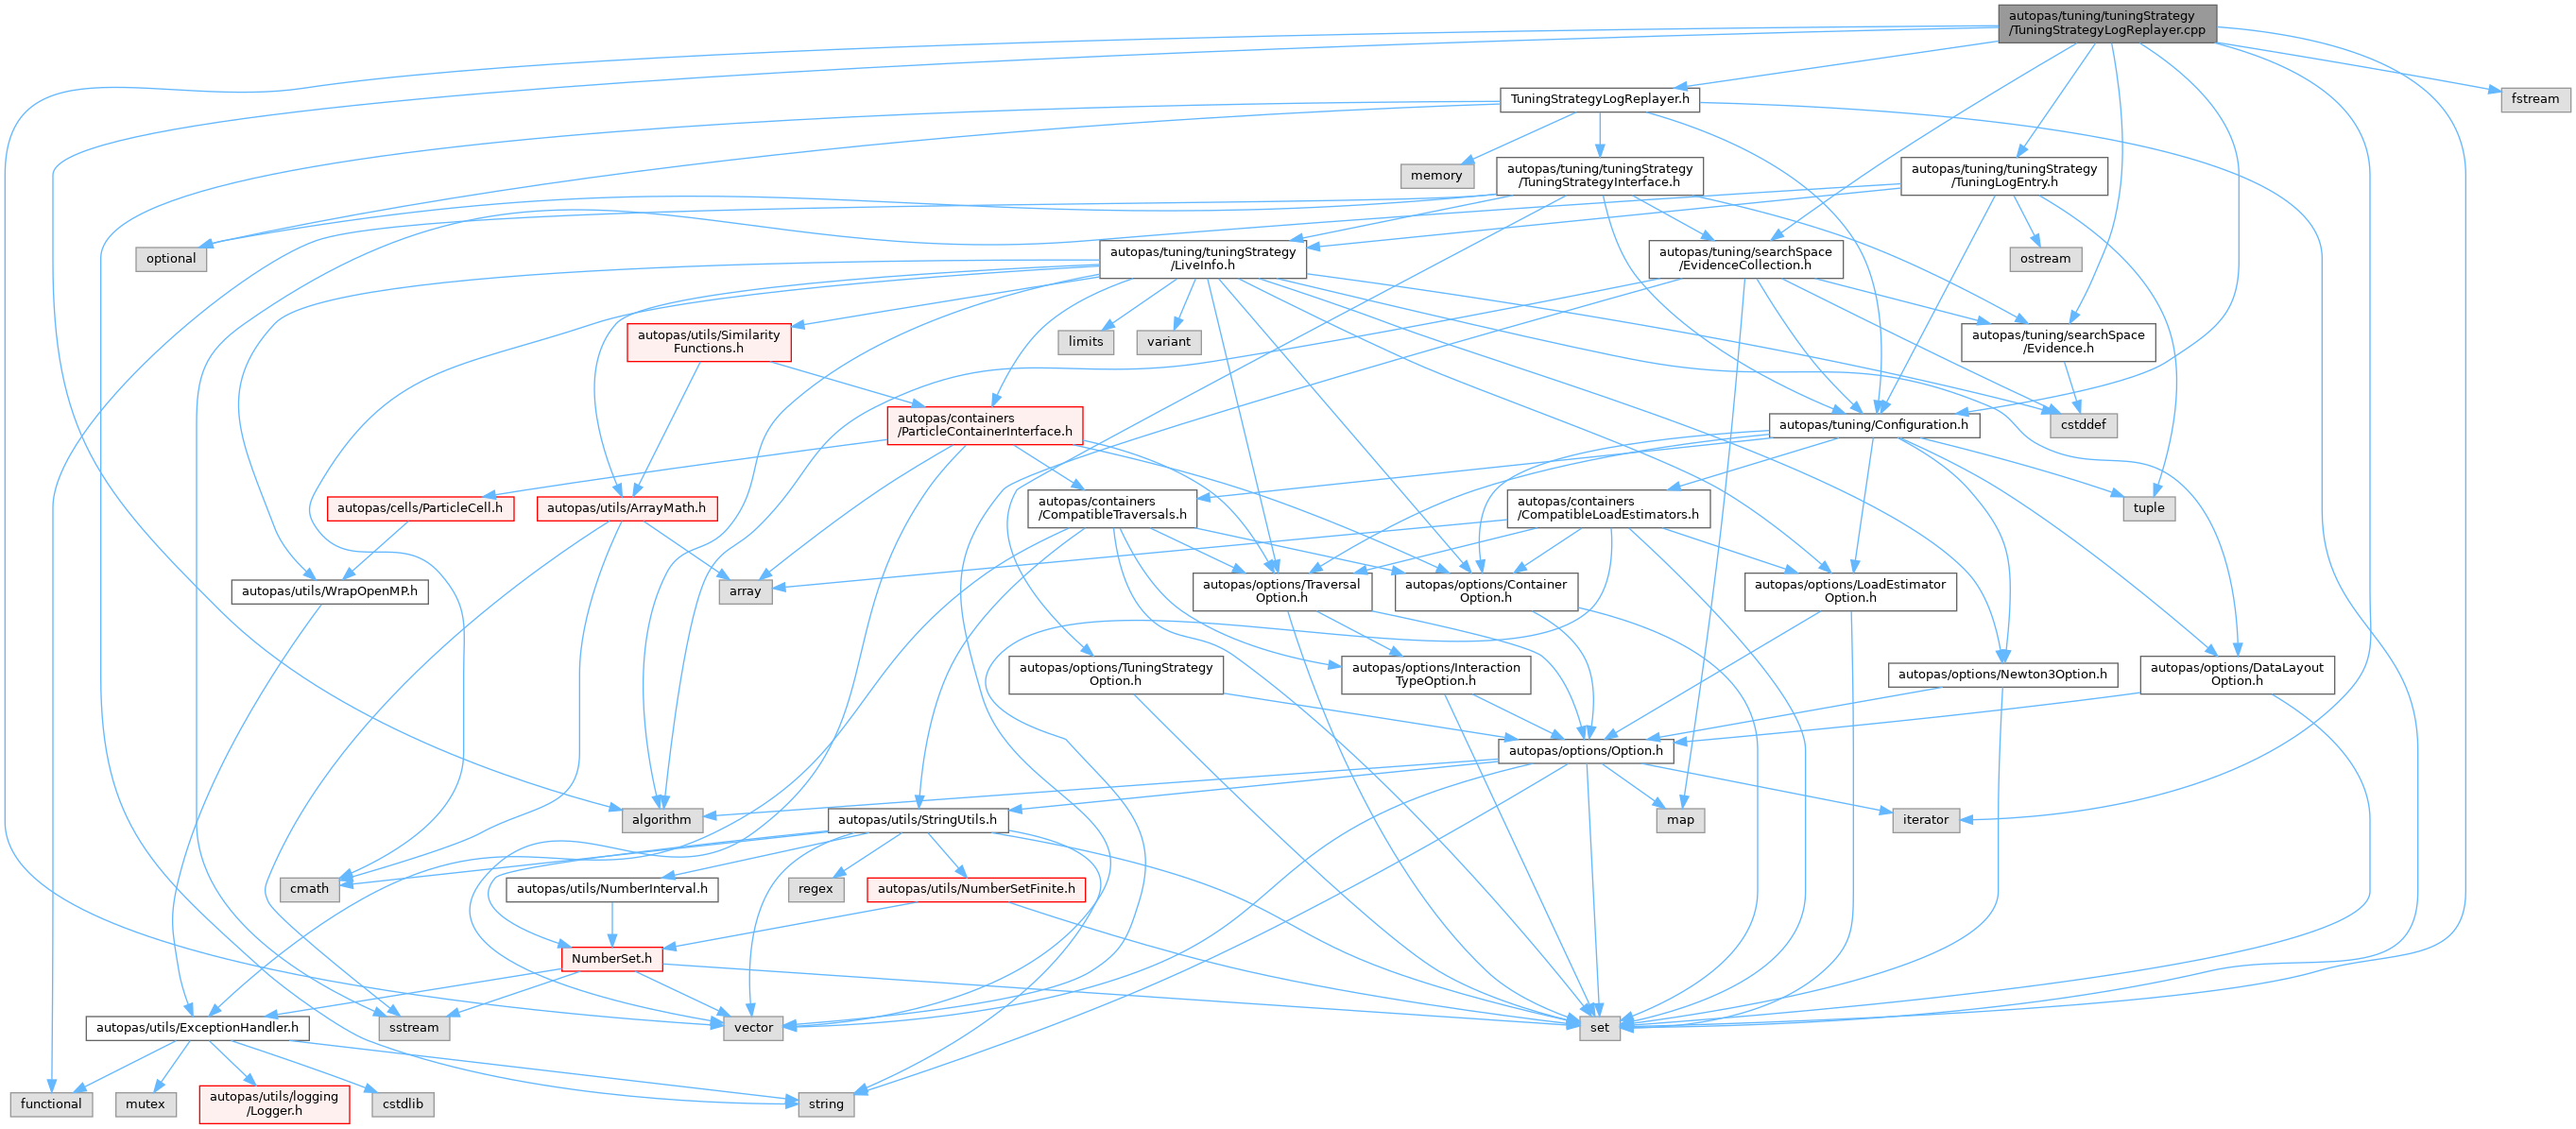 autopas/tuning/tuningStrategy
/TuningStrategyLogReplayer.cpp
TuningStrategyLogReplayer.h
fstream
memory
autopas/tuning/tuningStrategy
/TuningStrategyInterface.h
autopas/tuning/tuningStrategy
/TuningLogEntry.h
optional
autopas/tuning/tuningStrategy
/LiveInfo.h
autopas/tuning/searchSpace
/EvidenceCollection.h
ostream
autopas/utils/Similarity
Functions.h
limits
variant
autopas/tuning/searchSpace
/Evidence.h
autopas/containers
/ParticleContainerInterface.h
autopas/tuning/Configuration.h
cstddef
autopas/cells/ParticleCell.h
autopas/utils/ArrayMath.h
autopas/containers
/CompatibleTraversals.h
autopas/containers
/CompatibleLoadEstimators.h
tuple
autopas/utils/WrapOpenMP.h
array
autopas/options/Traversal
Option.h
autopas/options/Container
Option.h
autopas/options/LoadEstimator
Option.h
autopas/options/TuningStrategy
Option.h
autopas/options/Interaction
TypeOption.h
autopas/options/Newton3Option.h
autopas/options/DataLayout
Option.h
autopas/options/Option.h
algorithm
autopas/utils/StringUtils.h
map
iterator
cmath
autopas/utils/NumberInterval.h
regex
autopas/utils/NumberSetFinite.h
NumberSet.h
autopas/utils/ExceptionHandler.h
sstream
vector
set
functional
mutex
autopas/utils/logging
/Logger.h
cstdlib
string